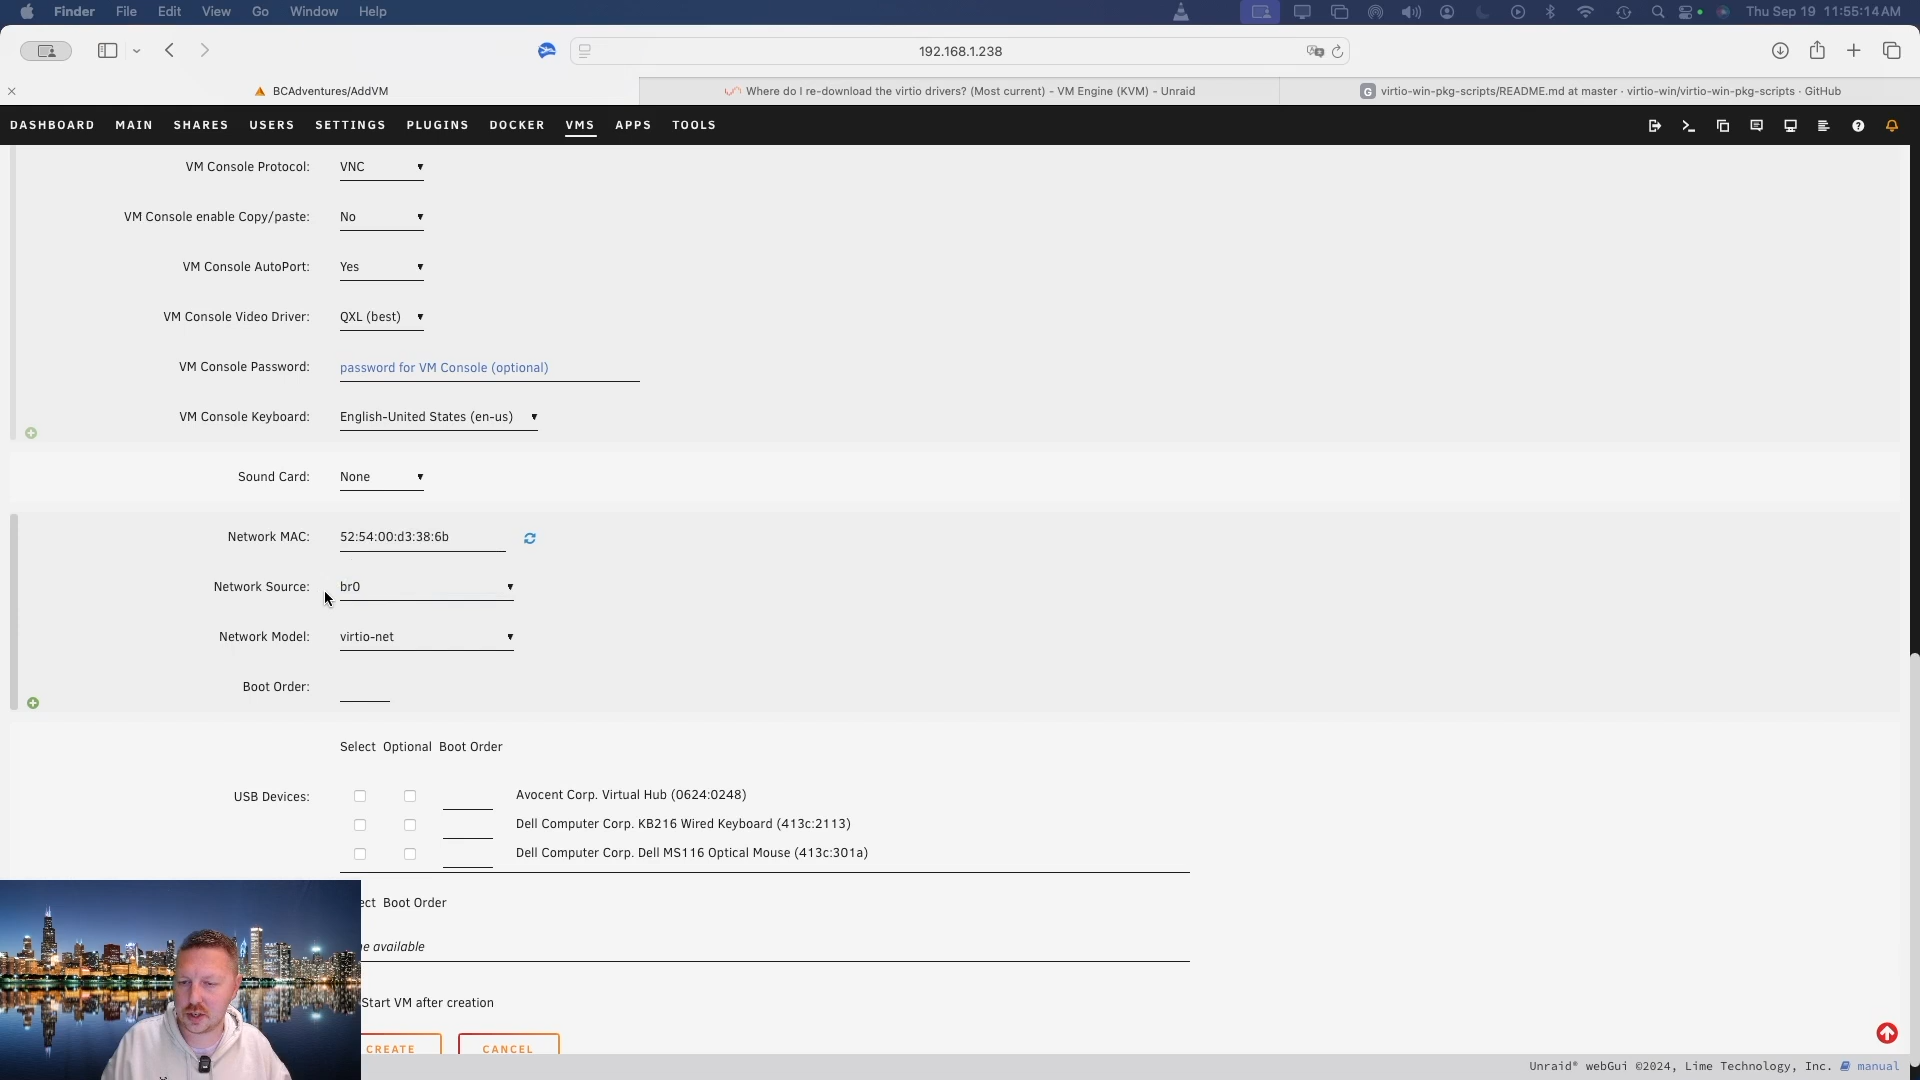 Finder File Edit View Go Window Help Thu Sep 19 11:55:14 AM
192.168.1.238
BCAdventures/AddVM
Where do I re-download the virtio drivers? (Most current) - VM Engine (KVM) - Unraid
virtio-win-pkg-scripts/README.md at master · virtio-win/virtio-win-pkg-scripts · GitHub
DASHBOARD MAIN SHARES USERS SETTINGS PLUGINS DOCKER VMS APPS TOOLS
VM Console Protocol: VNC
VM Console enable Copy/paste: No
VM Console AutoPort: Yes
VM Console Video Driver: QXL (best)
VM Console Password: password for VM Console (optional)
VM Console Keyboard: English-United States (en-us)
Sound Card: None
Network MAC: 52:54:00:d3:38:6b
Network Source: br0
Network Model: virtio-net
Boot Order:
Select Optional Boot Order
USB Devices: Avocent Corp. Virtual Hub (0624:0248)
Dell Computer Corp. KB216 Wired Keyboard (413c:2113)
Dell Computer Corp. Dell MS116 Optical Mouse (413c:301a)
ect Boot Order
e available
Start VM after creation
CREATE CANCEL
Unraid® webGui ©2024, Lime Technology, Inc. manual